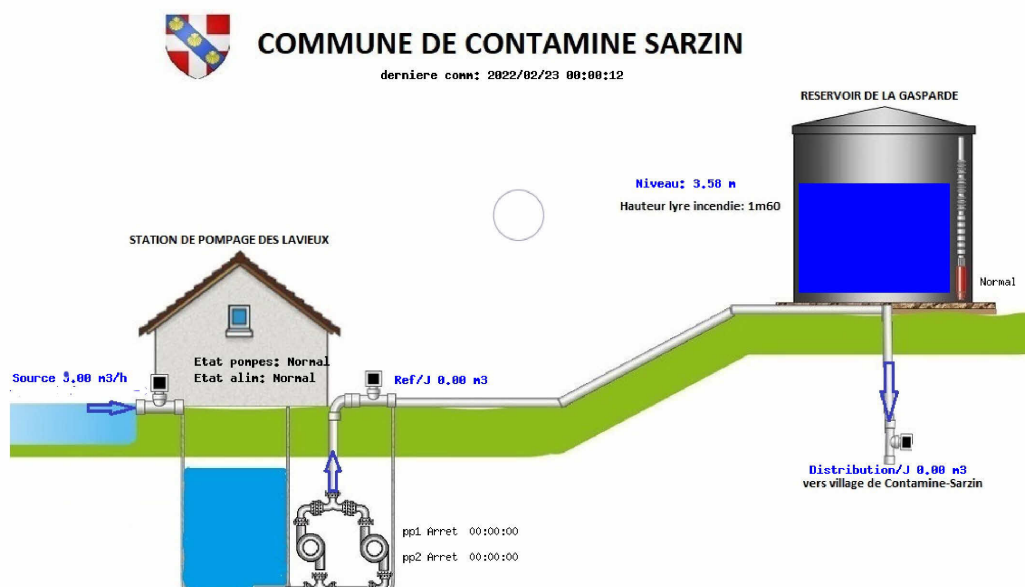 COMMUNE DE CONTAMINE SARZIN
derniere comm: 2022/02/23 00:00:12
RESERVOIR DE LA GASPARDE
Niveau: 3.58 m
Hauteur lyre incendie: 1m60
STATION DE POMPAGE DES LAVIEUX
Normal
Etat pompes: Normal
Etat alim: Normal
Source m3/h
Ref/J 0.00 m3
Distribution/J 0.00 m3
vers village de Contamine-Sarzin
pp1 Arret 00:00:00
pp2 Arret 00:00:00